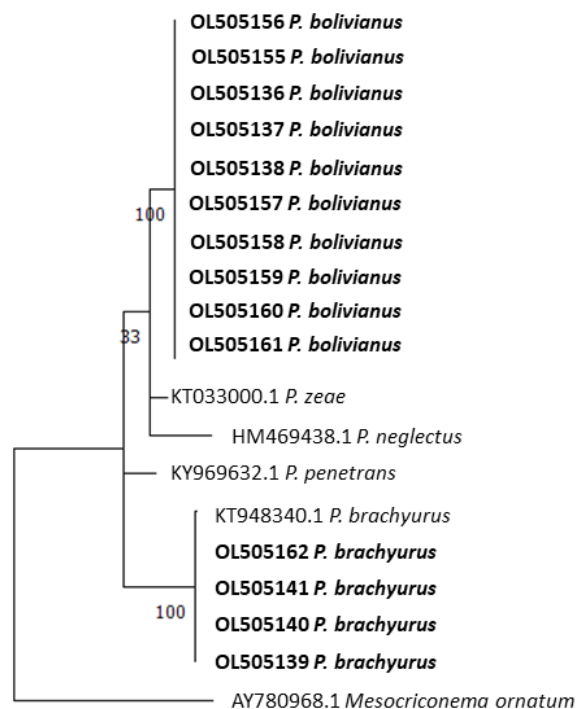 OL505156 P. bolivianus
OL505155 P. bolivianus
OL505136 P. bolivianus
OL505137 P. bolivianus
OL505138 P. bolivianus
OL505157 P. bolivianus
100
OL505158 P. bolivianus
OL505159 P. bolivianus
OL505160 P. bolivianus
33
OL505161 P. bolivianus
KT033000.1 P. zeae
HM469438.1 P. neglectus
KY969632.1 P. penetrans
KT948340.1 P. brachyurus
OL505162 P. brachyurus
OL505141 P. brachyurus
100
OL505140 P. brachyurus
OL505139 P. brachyurus
AY780968.1 Mesocriconema ornatum